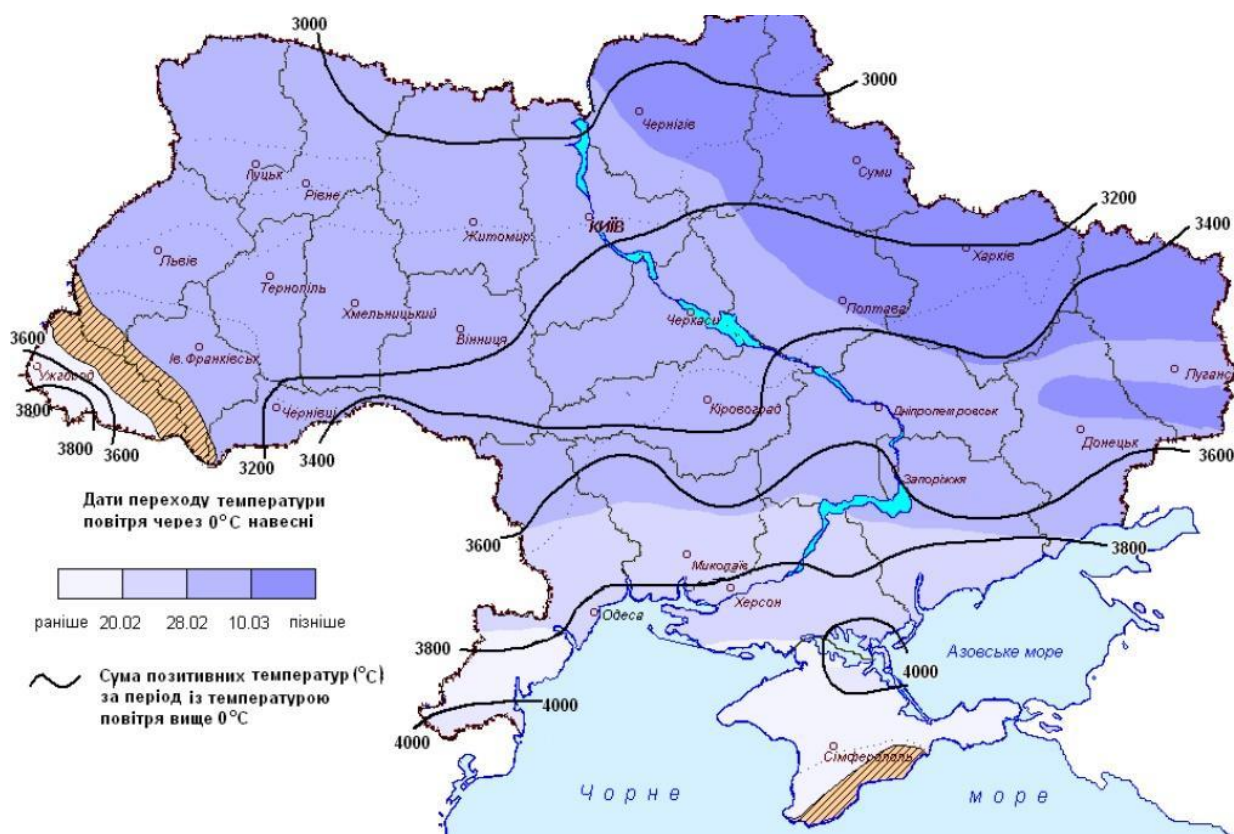 3000
3000
Чернігів
Суми
Луцьк
Рівне
3200
КИЇВ
3400
Житомир
Харків
Львів
Тернопіль
Хмельницький
Полтава
Черкаси
Вінниця
3600
Ів. Франківськ
Ужгород
Луганс
3800
Кіровоград
Дніпропетровськ
Чернівці
Донецьк
3800
3600
3200
3400
3600
Запоріжжя
Дати переходу температури
повітря через 0°С навесні
3600
3800
Миколаїв
Херсон
раніше 20.02 28.02 10.03 пізніше
Одеса
3800
Азовське море
4000
Сума позитивних температур (°С)
за період із температурою
повітря вище 0°С
4000
4000
Сімферополь
Чорне море